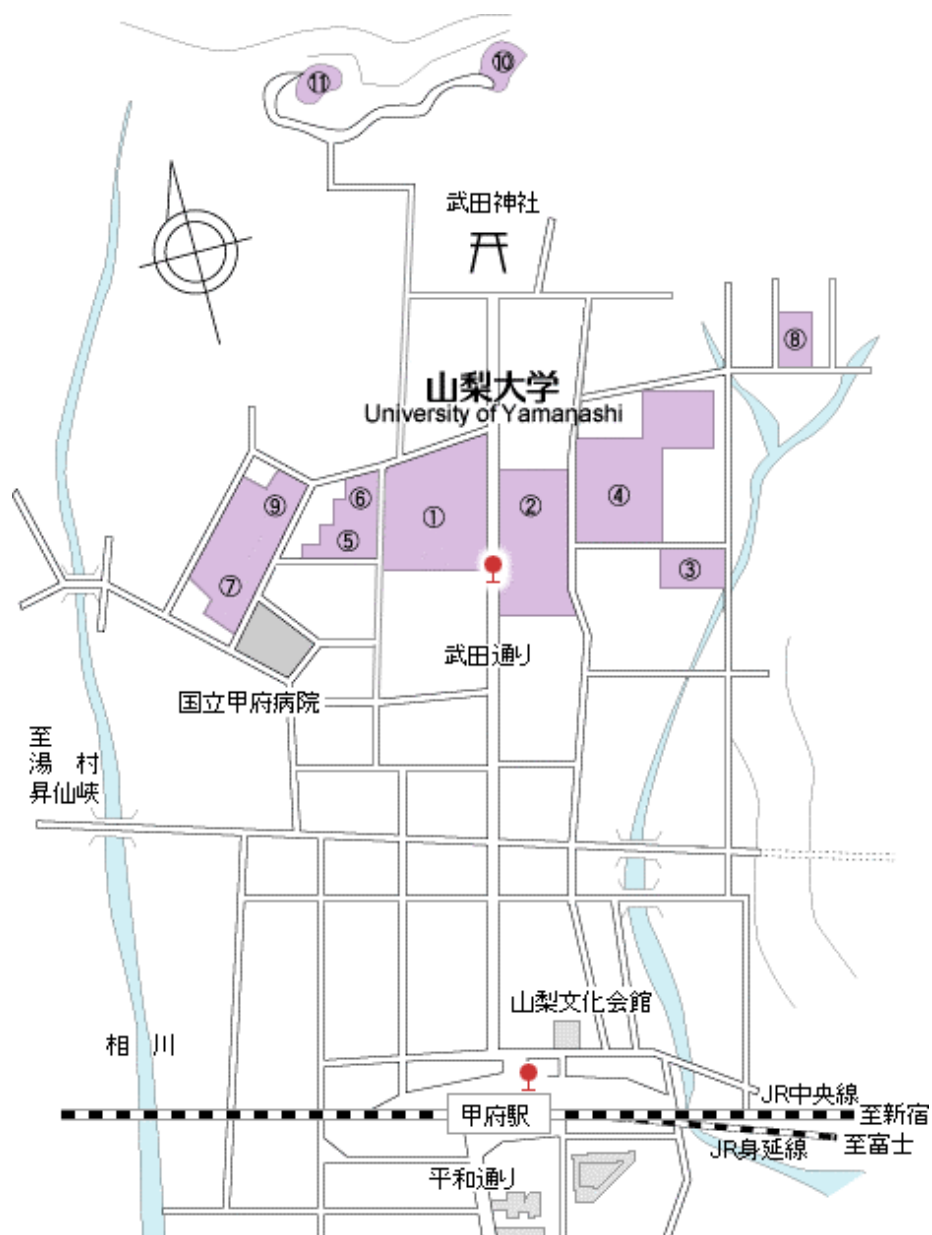 ⑪
⑩
武田神社
⑧
山梨大学
University of Yamanashi
⑨
⑥
①
②
④
⑤
③
⑦
武田通り
国立甲府病院
至
湯 村
昇仙峡
山梨文化会館
相 川
JR中央線
甲府駅
至新宿
JR身延線
至富士
平和通り